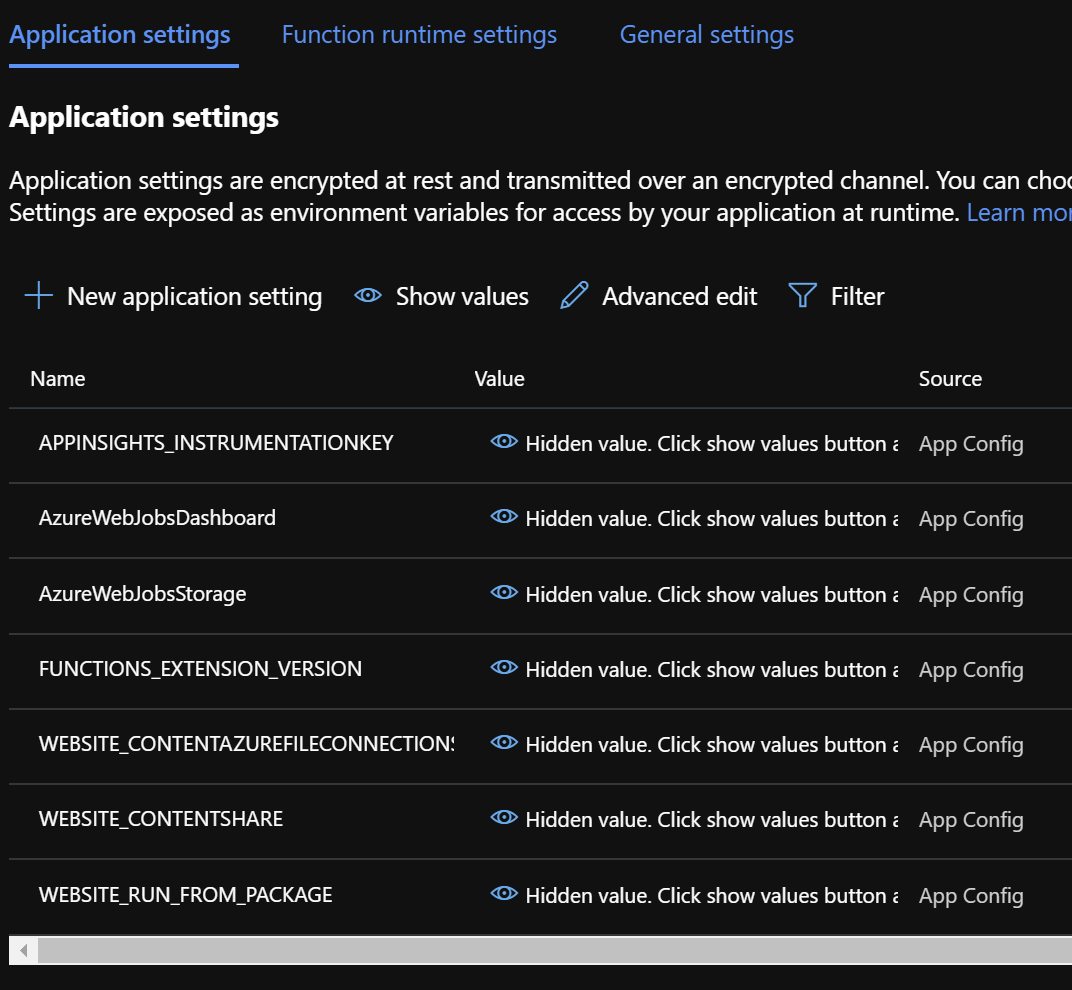 Application settings Function runtime settings General settings
Application settings
Application settings are encrypted at rest and transmitted over an encrypted channel. You can
Settings are exposed as environment variables for access by your application at runtime. Learn
New application setting Show values Advanced edit Filter
Name Value Source
APPINSIGHTS_INSTRUMENTATIONKEY Hidden value. Click show values button App Config
AzureWebJobsDashboard Hidden value. Click show values button App Config
AzureWebJobsStorage Hidden value. Click show values button App Config
FUNCTIONS_EXTENSION_VERSION Hidden value. Click show values button App Config
WEBSITE_CONTENTAZUREFILECONNECTIONS Hidden value. Click show values button App Config
WEBSITE_CONTENTSHARE Hidden value. Click show values button App Config
WEBSITE_RUN_FROM_PACKAGE Hidden value. Click show values button App Config